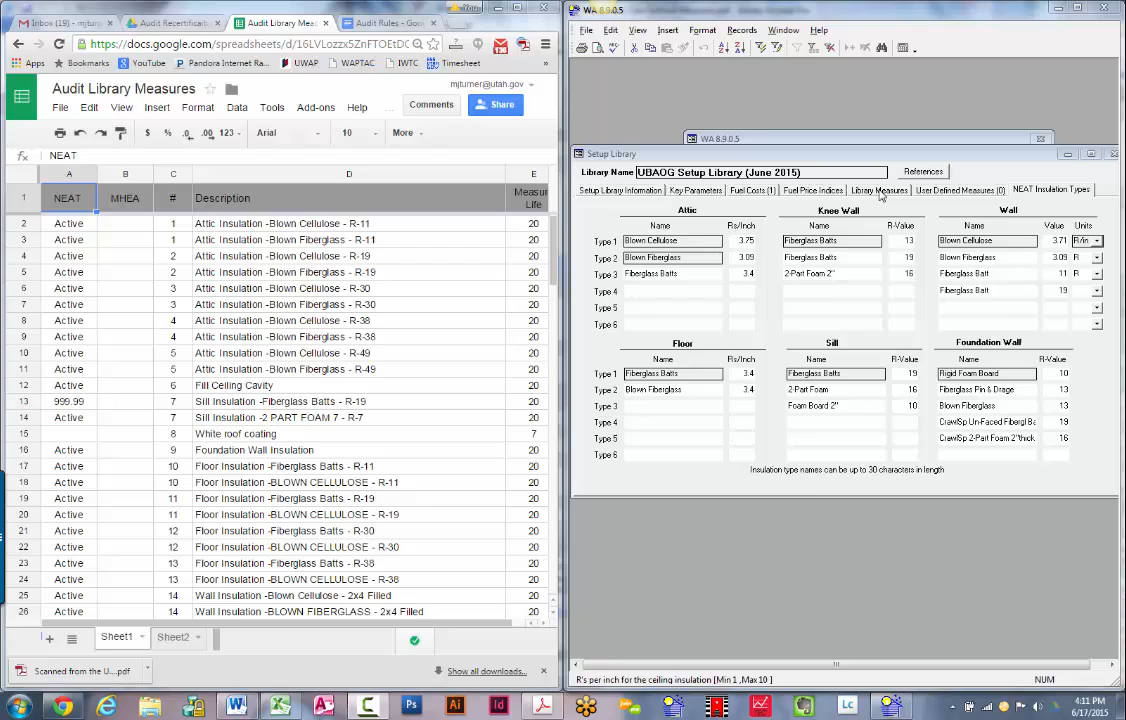 Inbox (19) - mjturn
Audit Recertificati
Audit Library Meas
Audit Rules - Goo
You
WA 8.9.0.5
https://docs.google.com/spreadsheets/d/16LVLozzx5ZnFTOEtDC
File Edit View Insert Format Records Window Help
Apps Bookmarks YouTube Pandora Internet Ra UWAP WAPTAC IWTC Timesheet
mjturner@utah.gov
Audit Library Measures
File Edit View Insert Format Data Tools Add-ons Help ...
Comments Share
$ % .0 .00 123 Arial 10 More
fx NEAT
A B C D E
1 NEAT MHEA # Description Measur Life
2 Active 1 Attic Insulation -Blown Cellulose - R-11 20
3 Active 1 Attic Insulation -Blown Fiberglass - R-11 20
4 Active 2 Attic Insulation -Blown Cellulose - R-19 20
5 Active 2 Attic Insulation -Blown Fiberglass - R-19 20
6 Active 3 Attic Insulation -Blown Cellulose - R-30 20
7 Active 3 Attic Insulation -Blown Fiberglass - R-30 20
8 Active 4 Attic Insulation -Blown Cellulose - R-38 20
9 Active 4 Attic Insulation -Blown Fiberglass - R-38 20
10 Active 5 Attic Insulation -Blown Cellulose - R-49 20
11 Active 5 Attic Insulation -Blown Fiberglass - R-49 20
12 Active 6 Fill Ceiling Cavity 20
13 999.99 7 Sill Insulation -Fiberglass Batts - R-19 20
14 Active 7 Sill Insulation -2 PART FOAM 7 - R-7 20
15 8 White roof coating 7
16 Active 9 Foundation Wall Insulation 20
17 Active 10 Floor Insulation -Fiberglass Batts - R-11 20
18 Active 10 Floor Insulation -BLOWN CELLULOSE - R-11 20
19 Active 11 Floor Insulation -Fiberglass Batts - R-19 20
20 Active 11 Floor Insulation -BLOWN CELLULOSE - R-19 20
21 Active 12 Floor Insulation -Fiberglass Batts - R-30 20
22 Active 12 Floor Insulation -BLOWN CELLULOSE - R-30 20
23 Active 13 Floor Insulation -Fiberglass Batts - R-38 20
24 Active 13 Floor Insulation -BLOWN CELLULOSE - R-38 20
25 Active 14 Wall Insulation -Blown Cellulose - 2x4 Filled 20
26 Active 14 Wall Insulation -BLOWN FIBERGLASS - 2x4 Filled 20
+ Sheet1 Sheet2
Scanned from the U....pdf Show all downloads...
WA 8.9.0.5
Setup Library
Library Name UBAOG Setup Library (June 2015) References
Setup Library Information Key Parameters Fuel Costs (1) Fuel Price Indices Library Measures User Defined Measures (0) NEAT Insulation Types
Attic Knee Wall Wall
Name Rs/Inch Name R-Value Name Value Units
Type 1 Blown Cellulose 3.75 Fiberglass Batts 13 Blown Cellulose 3.71 R/in
Type 2 Blown Fiberglass 3.09 Fiberglass Batts 19 Blown Fiberglass 3.09 R
Type 3 Fiberglass Batts 3.4 2-Part Foam 2" 16 Fiberglass Batt 11 R
Type 4 Fiberglass Batt 19
Type 5
Type 6
Floor Sill Foundation Wall
Name Rs/Inch Name R-Value Name R-Value
Type 1 Fiberglass Batts 3.4 Fiberglass Batts 19 Rigid Foam Board 10
Type 2 Blown Fiberglass 3.4 2-Part Foam 16 Fiberglass Pin & Drage 13
Type 3 Foam Board 2" 10 Blown Fiberglass 13
Type 4 CrawlSp Un-Faced Fibergl Ba 19
Type 5 CrawlSp 2-Part Foam 2"thick 16
Type 6
Insulation type names can be up to 30 characters in length
R's per inch for the ceiling insulation [Min 1 ,Max10 ] NUM
Ps Ai Id Lc
4:11 PM
6/17/2015